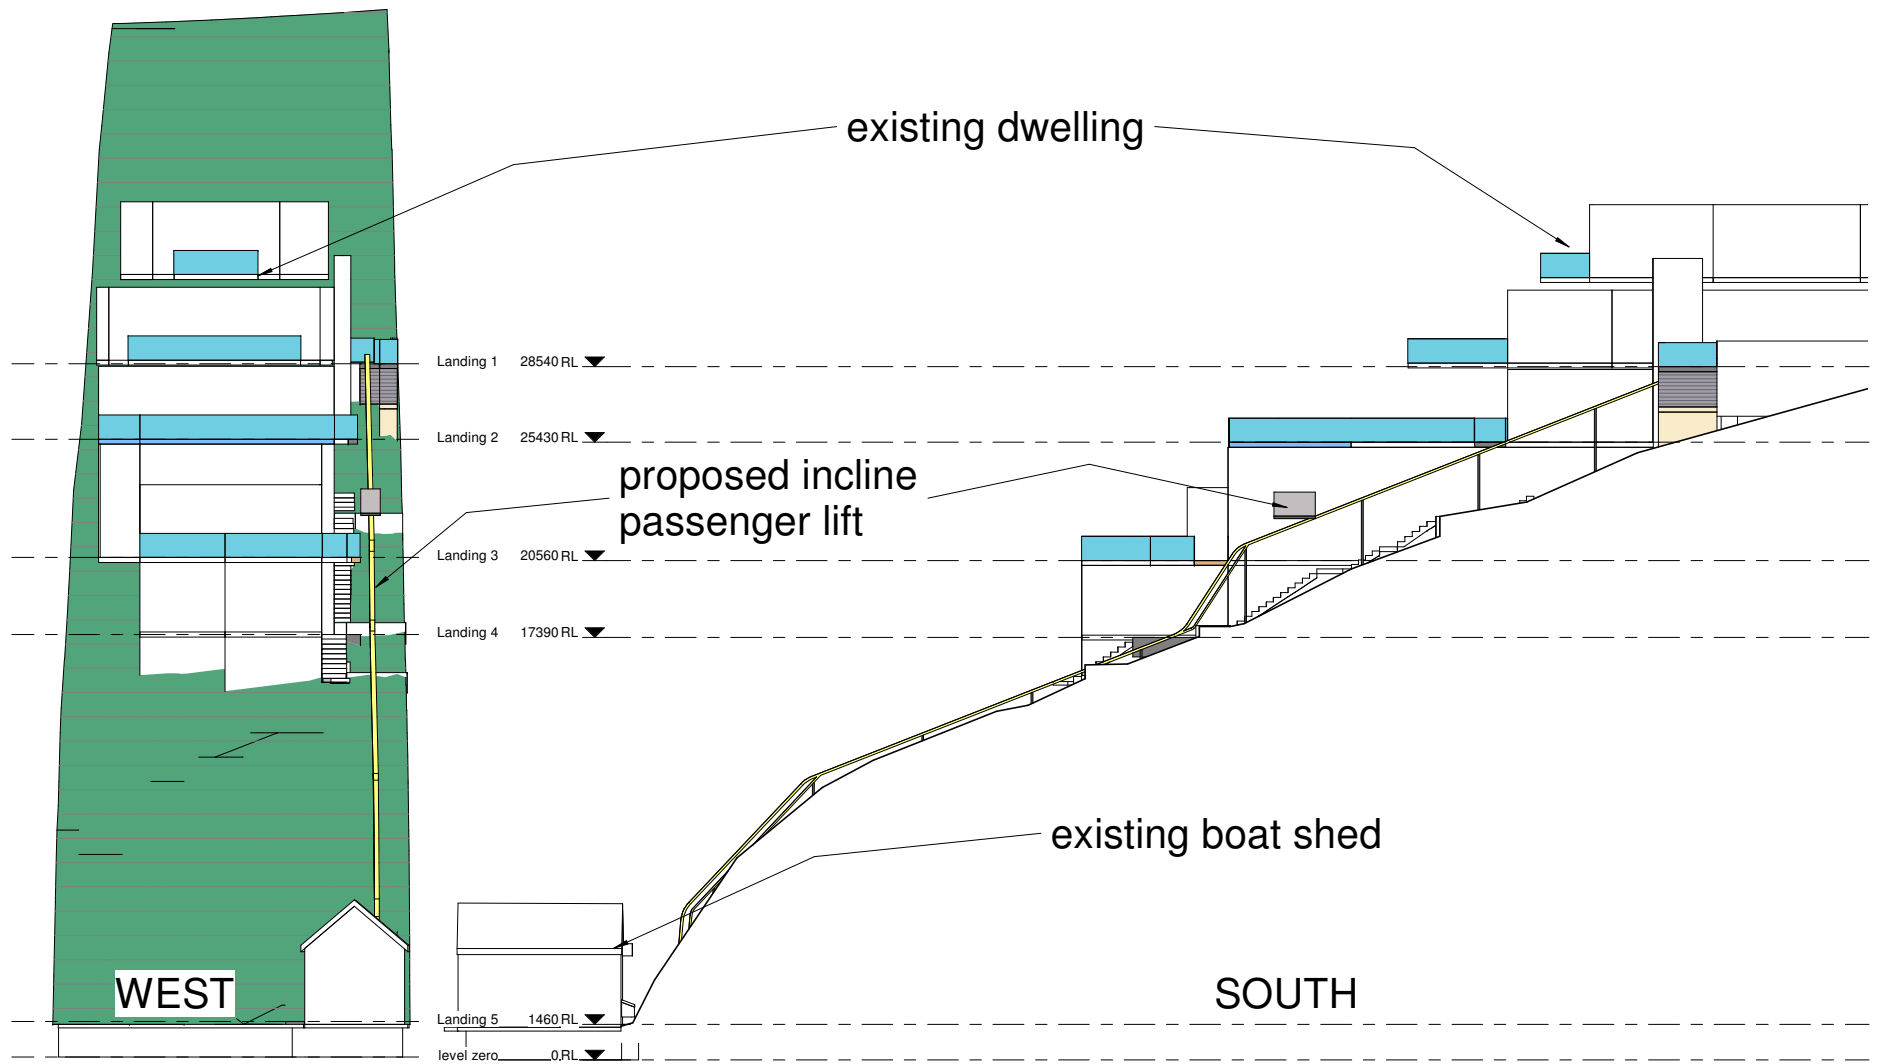 existing dwelling
Landing 1 28540 RL
Landing 2 25430 RL
proposed incline
passenger lift
Landing 3 20560 RL
Landing 4 17390 RL
existing boat shed
WEST
SOUTH
Landing 5 1460 RL
level zero 0 RL